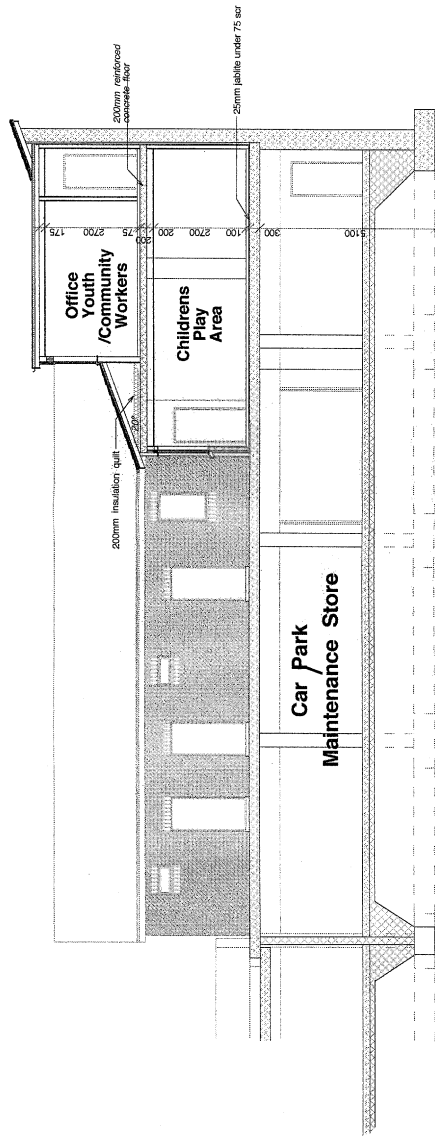 200mm reinforced
concrete floor
25mm jablite under 75 scr
Office
Youth
/Community
Workers
175
2700
75
200
200
2700
100
300
5100
Childrens
Play
Area
200mm insulation quilt
20°
Car Park
/
Maintenance Store